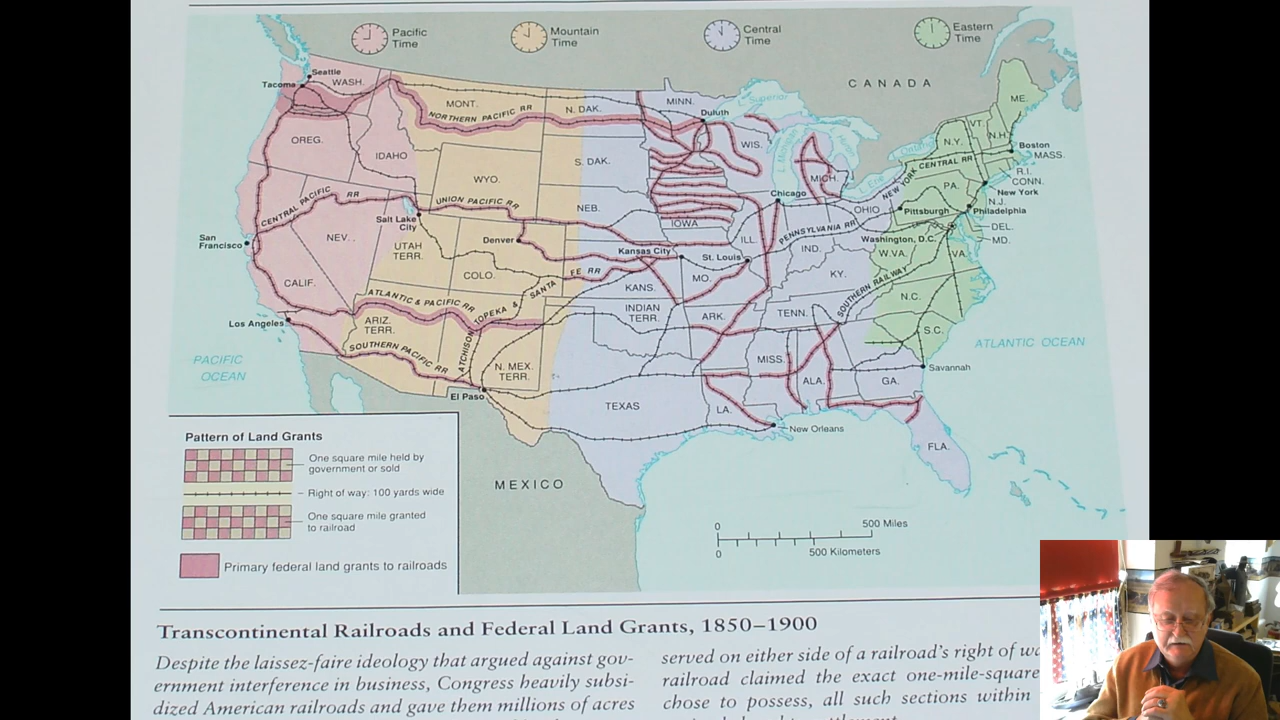 Pacific
Time
Mountain
Time
Central
Time
Eastern
Time
CANADA
Seattle
Tacoma
WASH.
MONT.
NORTHERN PACIFIC RR
N. DAK.
MINN.
L. Superior
Duluth
ME.
VT.
N.H.
OREG.
IDAHO
WYO.
S. DAK.
WIS.
MICH.
N.Y.
Boston
MASS.
NEW YORK CENTRAL RR
R.I.
CONN.
CENTRAL PACIFIC RR
UNION PACIFIC RR
NEB.
IOWA
Chicago
OHIO
PA.
New York
N.J.
Pittsburgh
Philadelphia
San
Francisco
NEV.
Salt Lake
City
UTAH
TERR.
Denver
Kansas City
ILL.
IND.
PENNSYLVANIA RR
Washington, D.C.
DEL.
MD.
St. Louis
CALIF.
COLO.
KANS.
MO.
KY.
W.VA.
VA.
ATLANTIC & PACIFIC RR
ATCHISON TOPEKA & SANTA FE RR
SOUTHERN RAILWAY
Los Angeles
ARIZ.
TERR.
INDIAN
TERR.
ARK.
TENN.
N.C.
S.C.
SOUTHERN PACIFIC RR
N. MEX.
TERR.
PACIFIC
OCEAN
ATLANTIC OCEAN
El Paso
TEXAS
LA.
MISS.
ALA.
GA.
Savannah
New Orleans
FLA.
MEXICO
Pattern of Land Grants
One square mile held by
government or sold
Right of way: 100 yards wide
One square mile granted
to railroad
Primary federal land grants to railroads
0 500 Miles
0 500 Kilometers
Transcontinental Railroads and Federal Land Grants, 1850–1900
Despite the laissez-faire ideology that argued against gov-
ernment interference in business, Congress heavily subsi-
dized American railroads and gave them millions of acres
served on either side of a railroad's right of
railroad claimed the exact one-mile-square
chose to possess, all such sections within